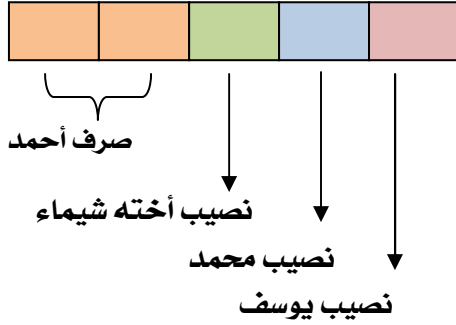 صرف أحمد
نصيب أخته شيماء
نصيب محمد
نصيب يوسف